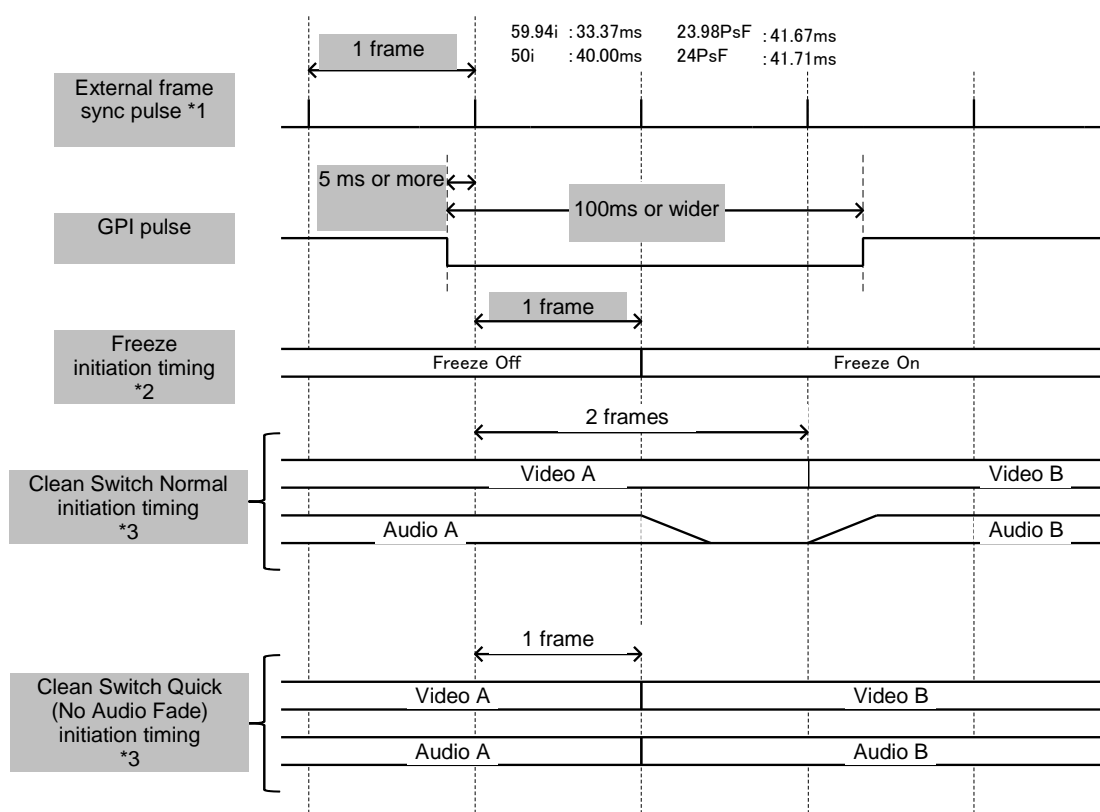 59.94i : 33.37ms 23.98PsF : 41.67ms
50i : 40.00ms 24PsF : 41.71ms
1 frame
External frame
sync pulse *1
5 ms or more
100ms or wider
GPI pulse
1 frame
Freeze
initiation timing
*2
Freeze Off
Freeze On
2 frames
Clean Switch Normal
initiation timing
*3
Video A
Video B
Audio A
Audio B
1 frame
Clean Switch Quick
(No Audio Fade)
initiation timing
*3
Video A
Video B
Audio A
Audio B